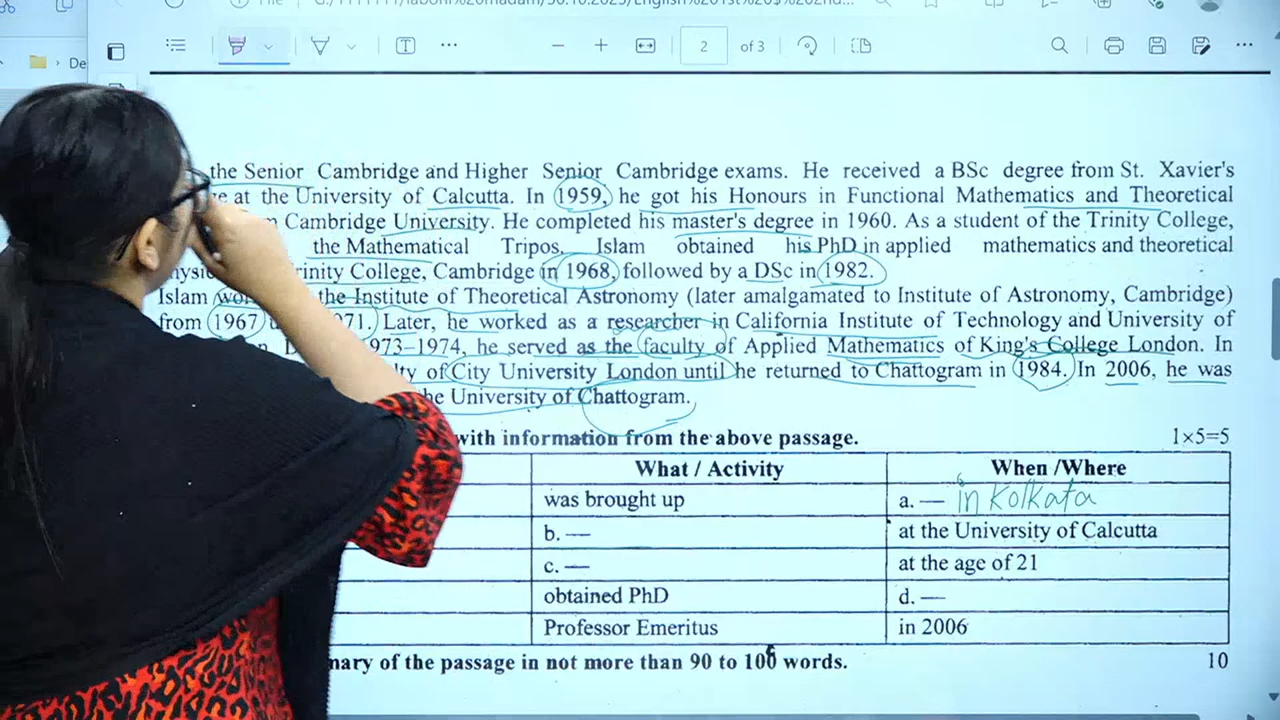 2 of 3
De
the Senior Cambridge and Higher Senior Cambridge exams. He received a BSc degree from St. Xavier's
at the University of Calcutta. In 1959, he got his Honours in Functional Mathematics and Theoretical
Cambridge University. He completed his master's degree in 1960. As a student of the Trinity College,
the Mathematical Tripos, Islam obtained his PhD in applied mathematics and theoretical
Trinity College, Cambridge in 1968, followed by a DSc in 1982.
Islam the Institute of Theoretical Astronomy (later amalgamated to Institute of Astronomy, Cambridge)
from 1967 Later, he worked as a researcher in California Institute of Technology and University of
973–1974, he served as the faculty of Applied Mathematics of King's College London. In
of City University London until he returned to Chattogram in 1984. In 2006, he was
the University of Chattogram.
with information from the above passage. 1×5=5
What / Activity When /Where
was brought up a. — in Kolkata
b. — at the University of Calcutta
c. — at the age of 21
obtained PhD d. —
Professor Emeritus in 2006
of the passage in not more than 90 to 100 words. 10